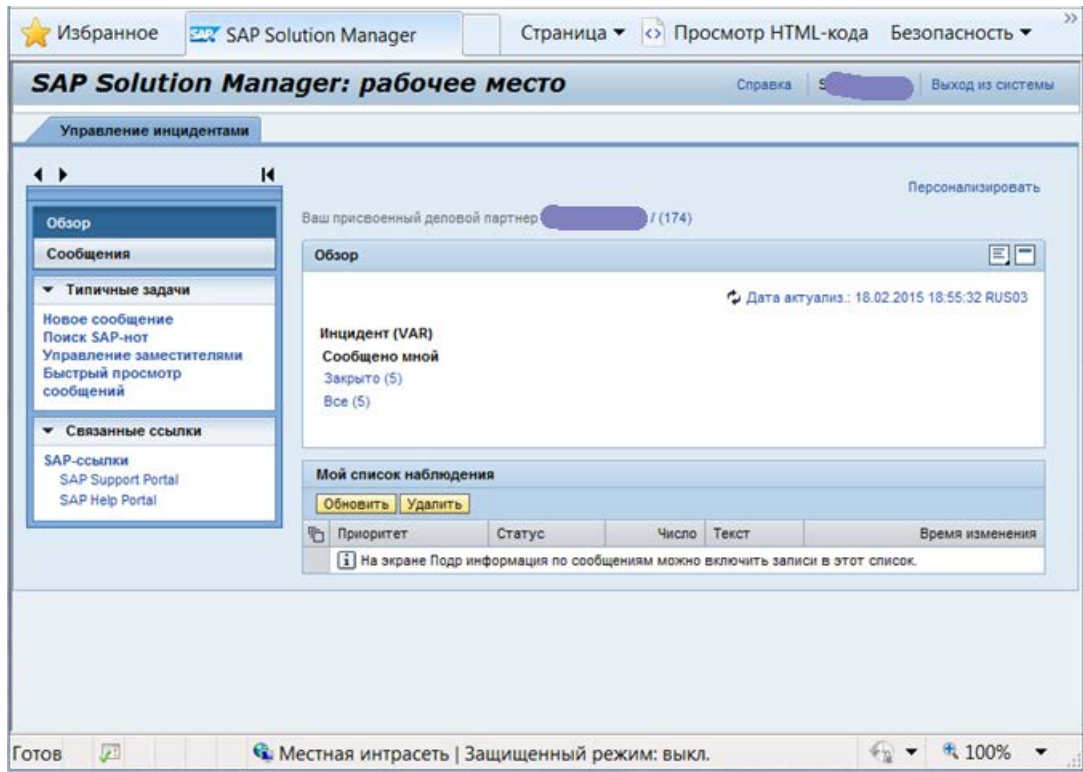 Избранное SAP SAP Solution Manager Страница Просмотр HTML-кода Безопасность »
SAP Solution Manager: рабочее место Справка S Выход из системы
Управление инцидентами
Персонализировать
Обзор
Сообщения
Типичные задачи
Новое сообщение
Поиск SAP-нот
Управление заместителями
Быстрый просмотр
сообщений
Связанные ссылки
SAP-ссылки
SAP Support Portal
SAP Help Portal
Ваш присвоенный деловой партнер / (174)
Обзор
Дата актуализ.: 18.02.2015 18:55:32 RUS03
Инцидент (VAR)
Сообщено мной
Закрыто (5)
Все (5)
Мой список наблюдения
Обновить Удалить
Приоритет Статус Число Текст Время изменения
На экране Подр информация по сообщениям можно включить записи в этот список.
Готов Местная интрасеть | Защищенный режим: выкл. 100%